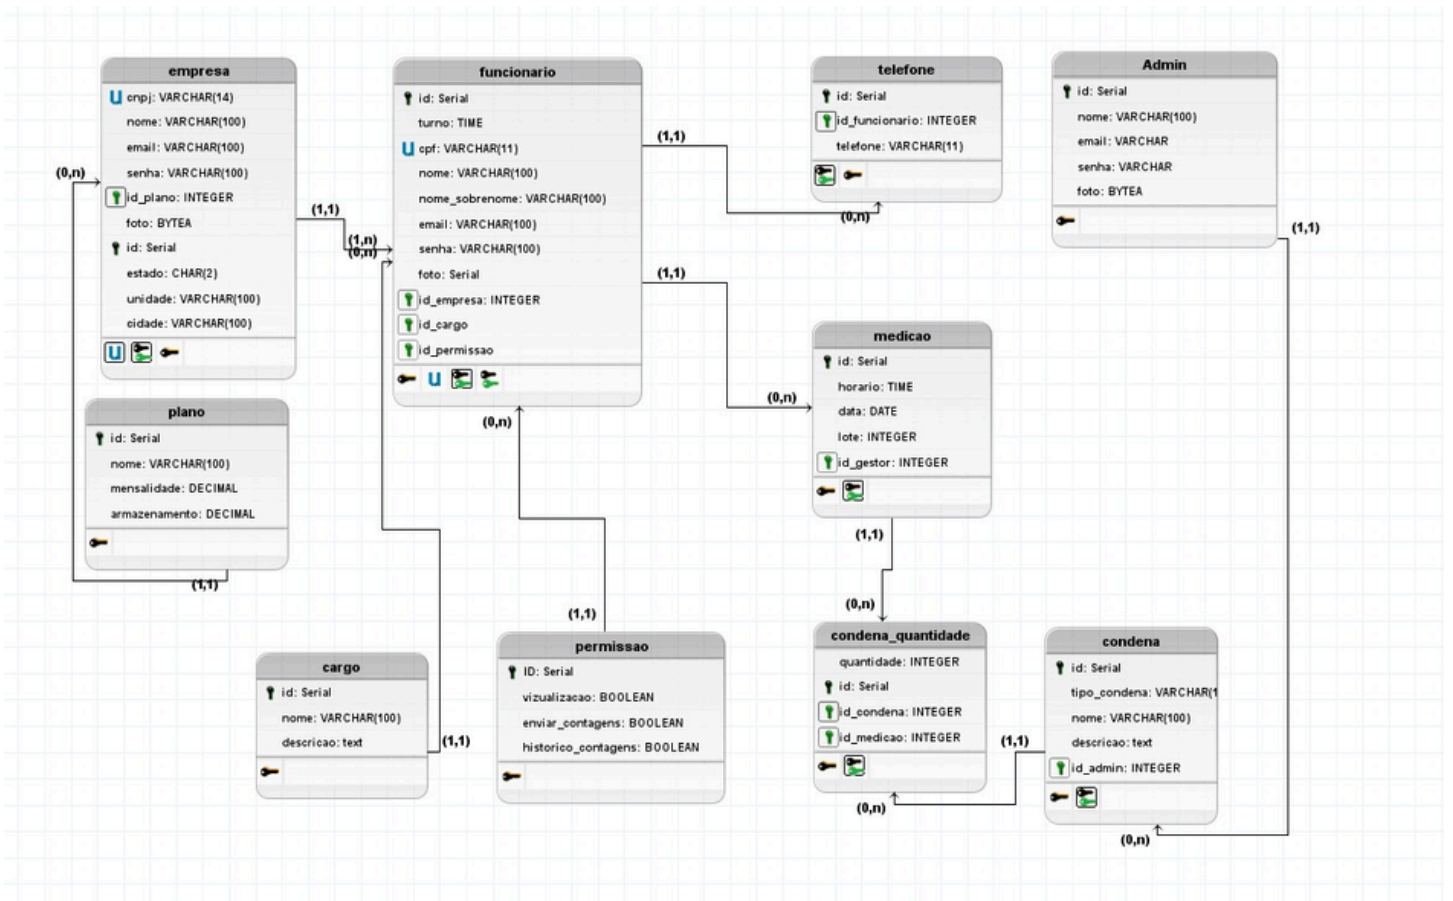 empresa
U cnpj: VARCHAR(14)
nome: VARCHAR(100)
email: VARCHAR(100)
senha: VARCHAR(100)
id_plano: INTEGER
foto: BYTEA
id: Serial
estado: CHAR(2)
unidade: VARCHAR(100)
cidade: VARCHAR(100)
U
(0,n)
(1,1)
(1,n)
(0,n)
funcionario
id: Serial
turno: TIME
U cpf: VARCHAR(11)
nome: VARCHAR(100)
nome_sobrenome: VARCHAR(100)
email: VARCHAR(100)
senha: VARCHAR(100)
foto: Serial
id_empresa: INTEGER
id_cargo
id_permissao
U
(1,1)
(0,n)
(1,1)
(0,n)
(0,n)
telefone
id: Serial
id_funcionario: INTEGER
telefone: VARCHAR(11)
Admin
id: Serial
nome: VARCHAR(100)
email: VARCHAR
senha: VARCHAR
foto: BYTEA
(1,1)
medicao
id: Serial
horario: TIME
data: DATE
lote: INTEGER
id_gestor: INTEGER
(1,1)
(0,n)
plano
id: Serial
nome: VARCHAR(100)
mensalidade: DECIMAL
armazenamento: DECIMAL
(1,1)
cargo
id: Serial
nome: VARCHAR(100)
descricao: text
(1,1)
(1,1)
permissao
ID: Serial
vizualizacao: BOOLEAN
enviar_contagens: BOOLEAN
historico_contagens: BOOLEAN
condena_quantidade
quantidade: INTEGER
id: Serial
id_condena: INTEGER
id_medicao: INTEGER
(0,n)
(1,1)
condena
id: Serial
tipo_condena: VARCHAR(1
nome: VARCHAR(100)
descricao: text
id_admin: INTEGER
(0,n)